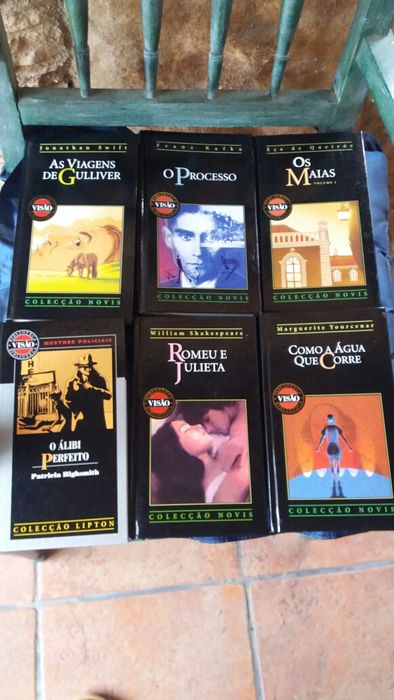 Jonathan Swift
AS VIAGENS
DE GULLIVER
VISÃO
COLECÇÃO NOVIS
Franz Kafka
O PROCESSO
VISÃO
COLECÇÃO NOVIS
Eça de Queirós
OS
MAIAS
VOLUME I
VISÃO
COLECÇÃO NOVIS
VISÃO
MESTRES POLICIAIS
O ÁLIBI
PERFEITO
Patricia Highsmith
COLECÇÃO LIPTON
William Shakespeare
ROMEU E
JULIETA
VISÃO
COLECÇÃO NOVIS
Marguerite Yourcenar
COMO A ÁGUA
QUE CORRE
VISÃO
COLECÇÃO NOVIS